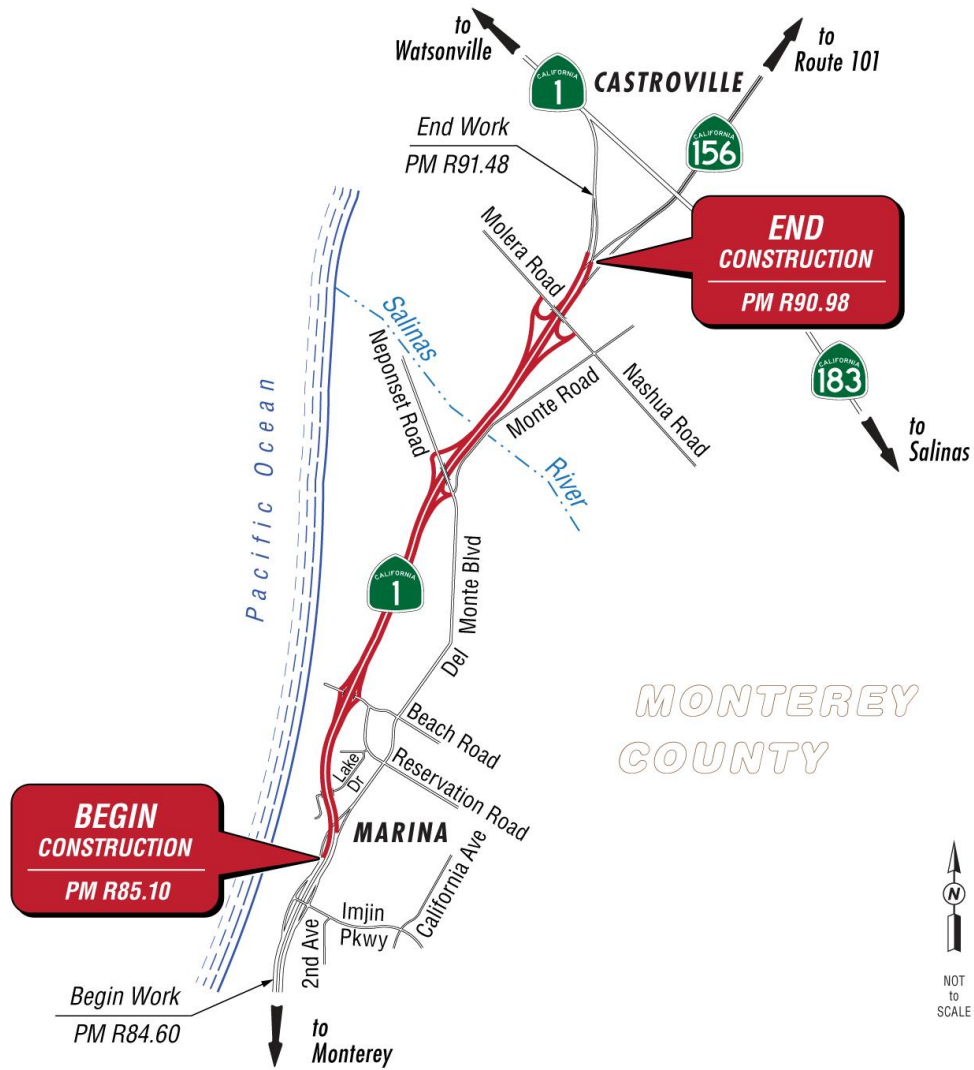 to
Watsonville
CALIFORNIA
1
CASTROVILLE
to
Route 101
End Work
PM R91.48
CALIFORNIA
156
Molera Road
END
CONSTRUCTION
PM R90.98
Salinas
River
Neponset Road
Monte Road
Nashua Road
CALIFORNIA
183
to
Salinas
Pacific Ocean
CALIFORNIA
1
Del Monte Blvd
MONTEREY
COUNTY
Beach Road
Lake
Dr
Reservation Road
BEGIN
CONSTRUCTION
PM R85.10
MARINA
California Ave
Imjin
Pkwy
2nd Ave
N
NOT
to
SCALE
Begin Work
PM R84.60
to
Monterey